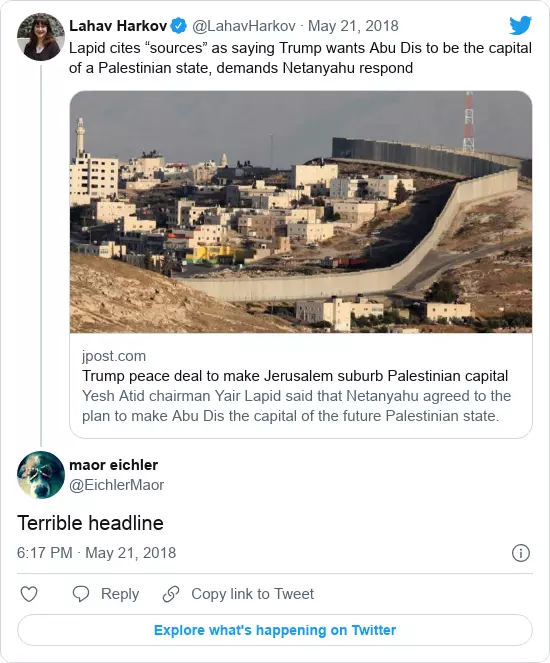 Lahav Harkov @LahavHarkov · May 21, 2018
Lapid cites “sources” as saying Trump wants Abu Dis to be the capital
of a Palestinian state, demands Netanyahu respond
jpost.com
Trump peace deal to make Jerusalem suburb Palestinian capital
Yesh Atid chairman Yair Lapid said that Netanyahu agreed to the
plan to make Abu Dis the capital of the future Palestinian state.
maor eichler
@EichlerMaor
Terrible headline
6:17 PM · May 21, 2018
Reply Copy link to Tweet
Explore what's happening on Twitter